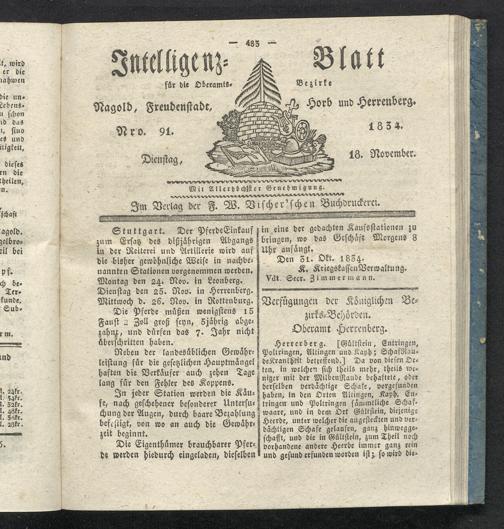 — 483 —
Intelligenz- Blatt
für die Oberamts- Bezirke
Nagold, Freudenstadt, Horb und Herrenberg.
Nro. 91. 1834.
Dienstag, 18. November.
Mit Allerhöchster Genehmigung.
Im Verlag der F. W. Vischer'schen Buchdruckerei.
Stuttgart. Der PferdeEinkauf
zum Ersatz des dißjährigen Abgangs
in der Reiterei und Artillerie wird auf
die bisher gewöhnliche Weise in nachbe-
nannten Stationen vorgenommen werden.
Montag den 24. Nov. in Leonberg.
Dienstag den 25. Nov. in Herrenberg.
Mittwoch d. 26. Nov. in Rottenburg.
Die Pferde müssen wenigstens 15
Faust 2 Zoll groß seyn, 5jährig abge-
zahnt, und dürfen das 7. Jahr nicht
überschritten haben.
Neben der landesüblichen Gewähr-
leistung für die gesetzlichen Hauptmängel
haften die Verkäufer auch zehen Tag
lang für den Fehler des Koppens.
In jeder Station werden die Käu-
fe, nach geschehener besonderer Untersu-
chung der Augen, durch baare Bezahlung
berichtigt, von wo an auch die Gewähr-
zeit beginnt.
Die Eigenthümer brauchbarer Pfer-
de werden hiedurch eingeladen, dieselben
in eine der gedachten Kaufsstationen zu
bringen, wo das Geschäft Morgens 8
Uhr anfängt.
Den 31. Okt. 1834.
K. KriegskassenVerwaltung.
Vdt. Secr. Zimmermann.
Verfügungen der Königlichen Be-
zirks-Behörden.
Oberamt Herrenberg.
Herrenberg. [Gültstein, Entringen,
Poltringen, Altingen und Kayh; Schaflau-
seKrankheit betreffend.] Da von diesen Or-
ten, in welchen sich theils mehr, theils we-
niger mit der Milbenräude behaftete, oder
derselben verdächtige Schafe, vorgefunden
haben, in den Orten Altingen, Kayh, En-
tringen und Poltringen sämmtliche Schaf-
waare, und in dem Ort Gültstein, diejenige
Heerde, unter welcher die angesteckten und ver-
dächtigen Schafe gelaufen, ganz hinwegge-
schafft, und die in Gültstein, zum Theil noch
vorhandene andere Heerde immer ganz rein
und gesund erfunden worden ist; so wird die-